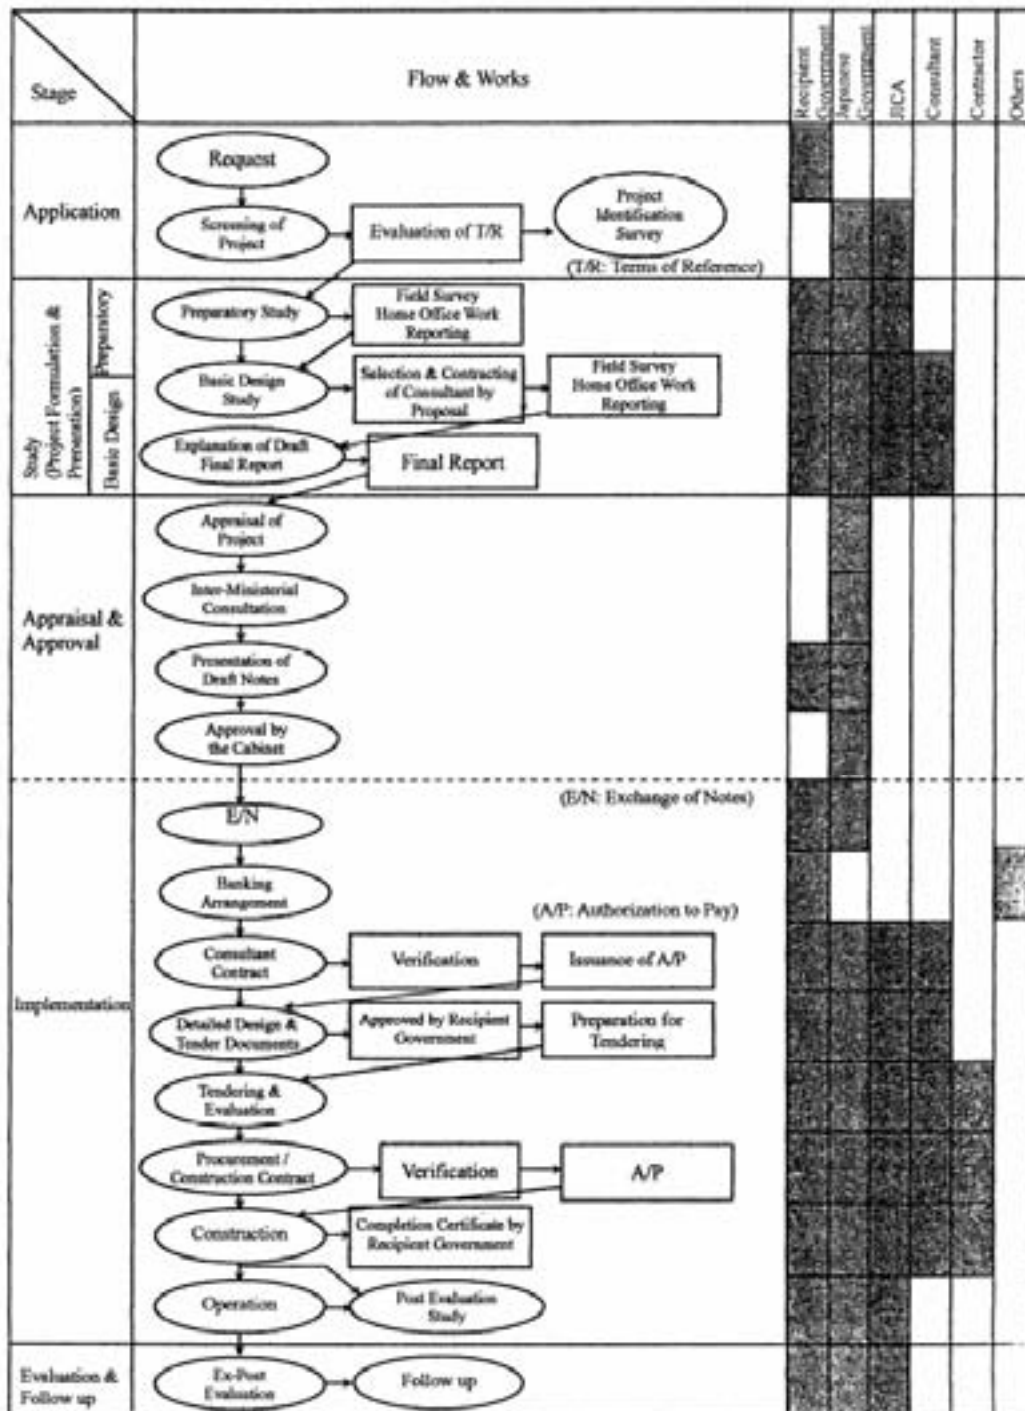 Stage
Flow & Works
Recipient
Government
Japanese
Government
JICA
Consultant
Contractor
Others
Application
Request
Screening of
Project
Evaluation of T/R
Project
Identification
Survey
(T/R: Terms of Reference)
Study
(Project Formulation &
Preparation)
Preparatory
Basic Design
Preparatory Study
Field Survey
Home Office Work
Reporting
Basic Design
Study
Selection & Contracting
of Consultant by
Proposal
Field Survey
Home Office Work
Reporting
Explanation of Draft
Final Report
Final Report
Appraisal &
Approval
Appraisal of
Project
Inter-Ministerial
Consultation
Presentation of
Draft Notes
Approval by
the Cabinet
Implementation
E/N
(E/N: Exchange of Notes)
Banking
Arrangement
(A/P: Authorization to Pay)
Consultant
Contract
Verification
Issuance of A/P
Detailed Design &
Tender Documents
Approved by Recipient
Government
Preparation for
Tendering
Tendering &
Evaluation
Procurement /
Construction Contract
Verification
A/P
Construction
Completion Certificate by
Recipient Government
Operation
Post Evaluation
Study
Evaluation &
Follow up
Ex-Post
Evaluation
Follow up